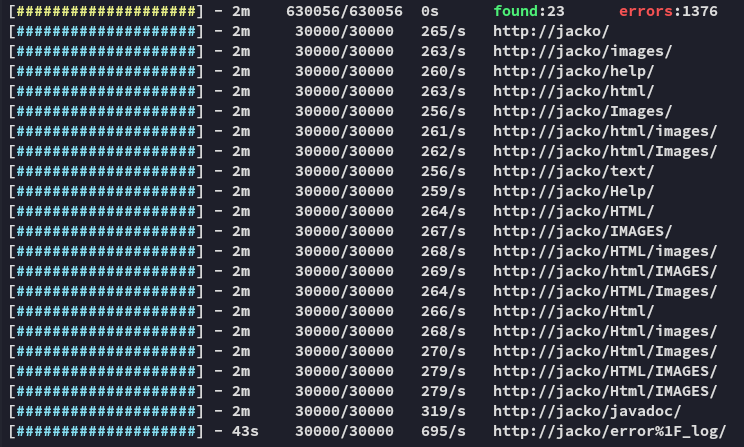 [####################] - 2m    630056/630056  0s      found:23      errors:1376
[####################] - 2m     30000/30000   265/s   http://jacko/
[####################] - 2m     30000/30000   263/s   http://jacko/images/
[####################] - 2m     30000/30000   260/s   http://jacko/help/
[####################] - 2m     30000/30000   263/s   http://jacko/html/
[####################] - 2m     30000/30000   256/s   http://jacko/Images/
[####################] - 2m     30000/30000   261/s   http://jacko/html/images/
[####################] - 2m     30000/30000   262/s   http://jacko/html/Images/
[####################] - 2m     30000/30000   256/s   http://jacko/text/
[####################] - 2m     30000/30000   259/s   http://jacko/Help/
[####################] - 2m     30000/30000   264/s   http://jacko/HTML/
[####################] - 2m     30000/30000   267/s   http://jacko/IMAGES/
[####################] - 2m     30000/30000   268/s   http://jacko/HTML/images/
[####################] - 2m     30000/30000   269/s   http://jacko/html/IMAGES/
[####################] - 2m     30000/30000   264/s   http://jacko/HTML/Images/
[####################] - 2m     30000/30000   266/s   http://jacko/Html/
[####################] - 2m     30000/30000   268/s   http://jacko/Html/images/
[####################] - 2m     30000/30000   270/s   http://jacko/Html/Images/
[####################] - 2m     30000/30000   279/s   http://jacko/HTML/IMAGES/
[####################] - 2m     30000/30000   279/s   http://jacko/Html/IMAGES/
[####################] - 2m     30000/30000   319/s   http://jacko/javadoc/
[####################] - 43s    30000/30000   695/s   http://jacko/error%1F_log/